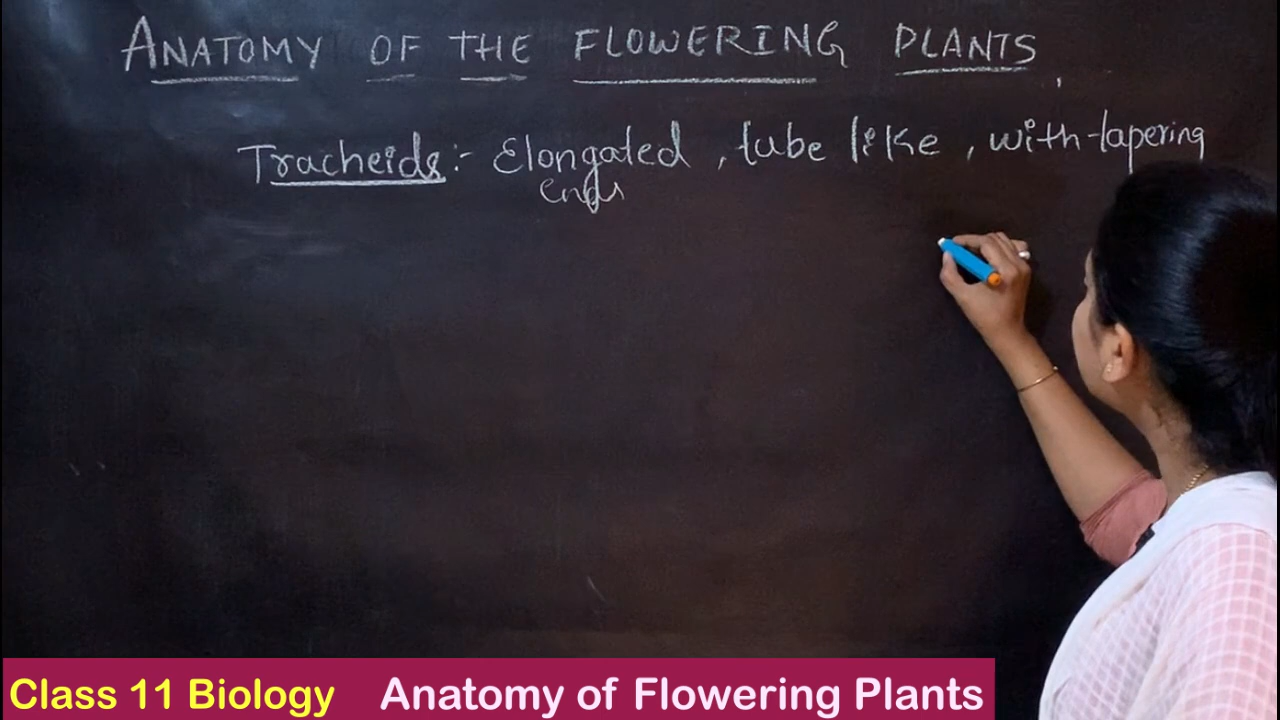 ANATOMY OF THE FLOWERING PLANTS
Tracheids:- Elongated, tube like, with tapering
ends
Class 11 Biology Anatomy of Flowering Plants